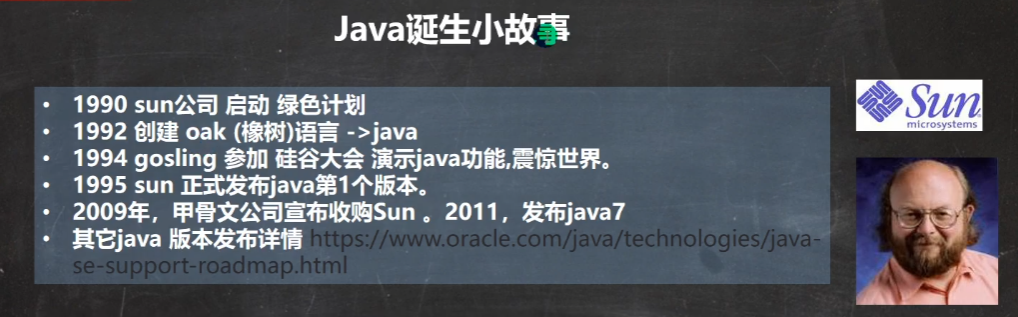 Java诞生小故事
• 1990 sun公司 启动 绿色计划
• 1992 创建 oak (橡树)语言 ->java
• 1994 gosling 参加 硅谷大会 演示java功能,震惊世界。
• 1995 sun 正式发布java第1个版本。
• 2009年，甲骨文公司宣布收购Sun 。2011，发布java7
• 其它java 版本发布详情 https://www.oracle.com/java/technologies/java-
se-support-roadmap.html
Sun
microsystems